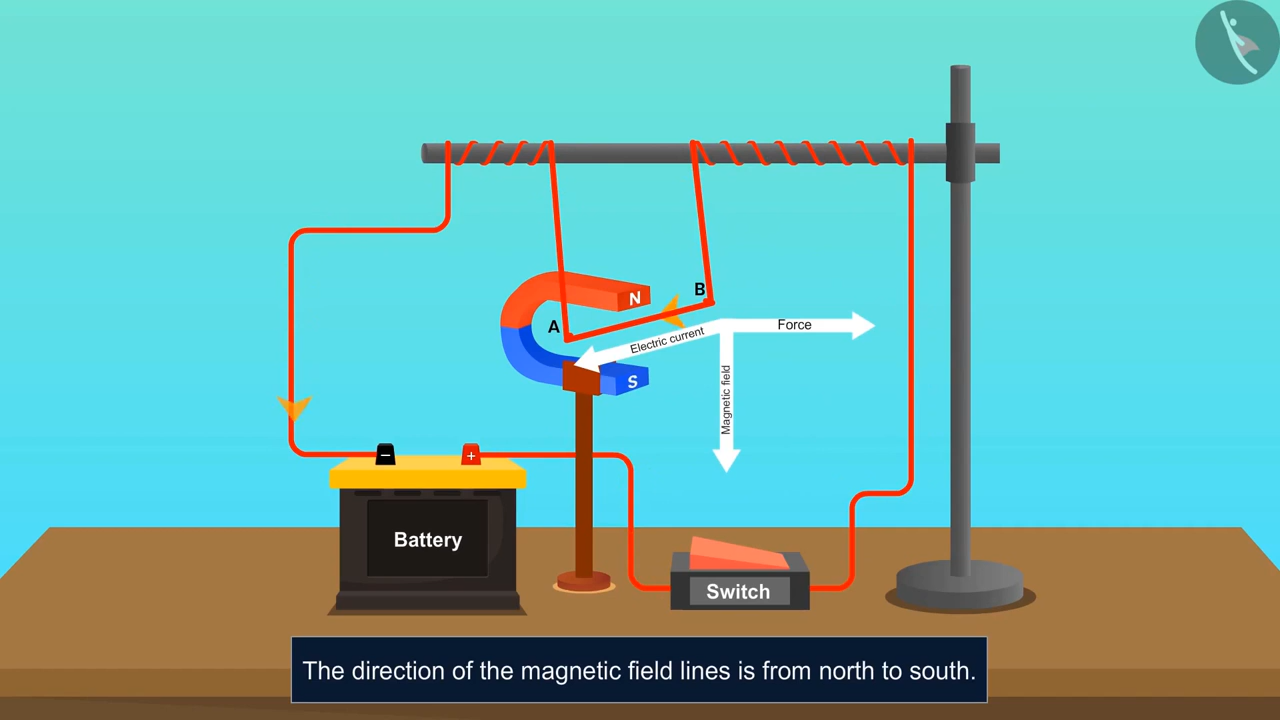 N
B
A
Force
Electric current
Magnetic field
S
−
+
Battery
Switch
The direction of the magnetic field lines is from north to south.